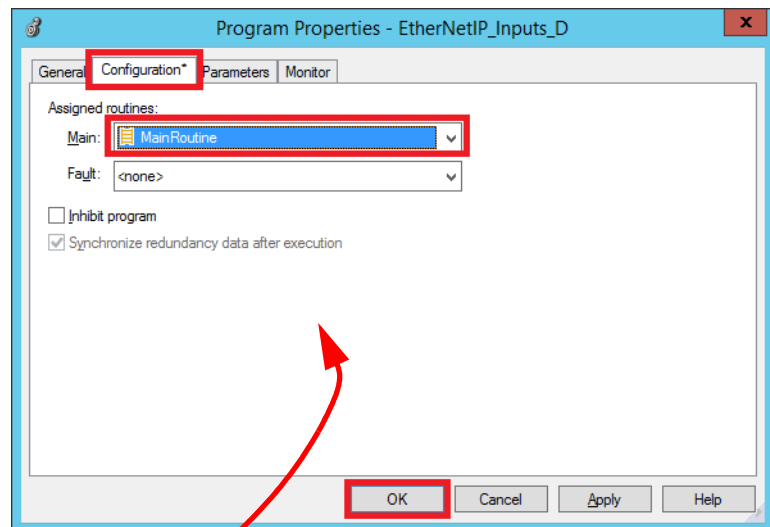 Program Properties - EtherNetIP_Inputs_D
x
General Configuration* Parameters Monitor
Assigned routines:
Main: MainRoutine
Fault: <none>
Inhibit program
Synchronize redundancy data after execution
OK Cancel Apply Help